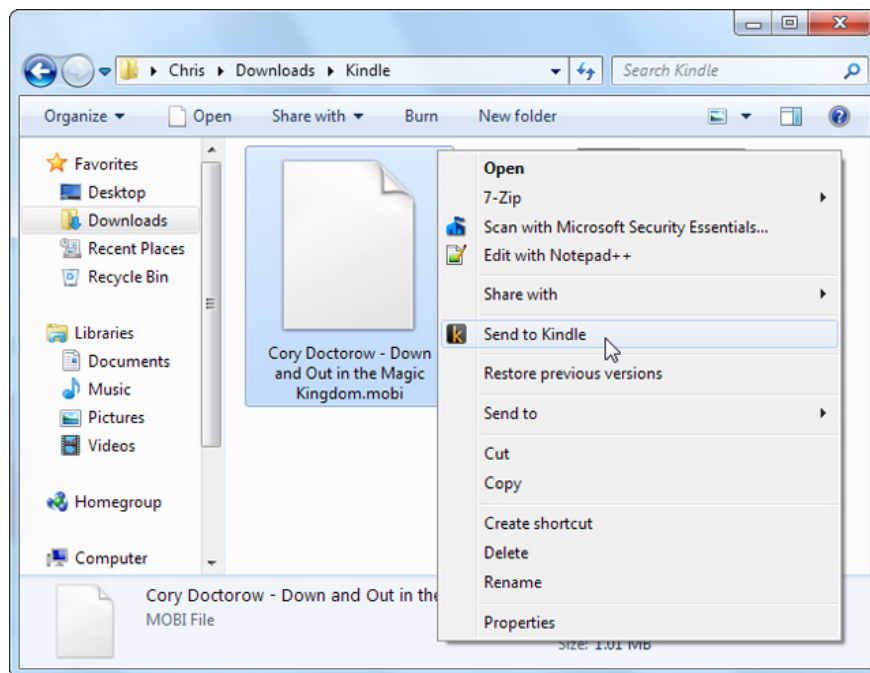 Chris Downloads Kindle
Search Kindle
Organize Open Share with Burn New folder
Favorites
Desktop
Downloads
Recent Places
Recycle Bin
Libraries
Documents
Music
Pictures
Videos
Homegroup
Computer
Cory Doctorow - Down
and Out in the Magic
Kingdom.mobi
Open
7-Zip
Scan with Microsoft Security Essentials...
Edit with Notepad++
Share with
k
Send to Kindle
Restore previous versions
Send to
Cut
Copy
Create shortcut
Delete
Rename
Properties
Cory Doctorow - Down and Out in the
MOBI File
Size: 1.01 MB